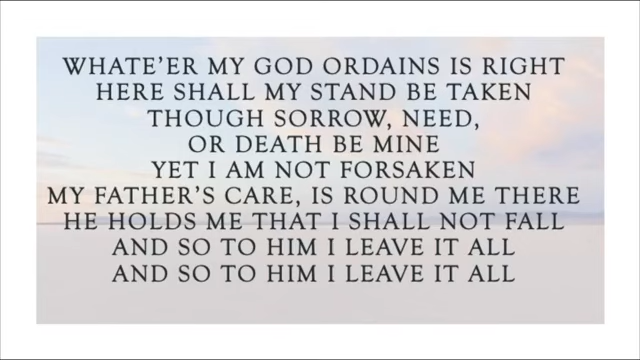 WHATE'ER MY GOD ORDAINS IS RIGHT
HERE SHALL MY STAND BE TAKEN
THOUGH SORROW, NEED,
OR DEATH BE MINE
YET I AM NOT FORSAKEN
MY FATHER'S CARE, IS ROUND ME THERE
HE HOLDS ME THAT I SHALL NOT FALL
AND SO TO HIM I LEAVE IT ALL
AND SO TO HIM I LEAVE IT ALL